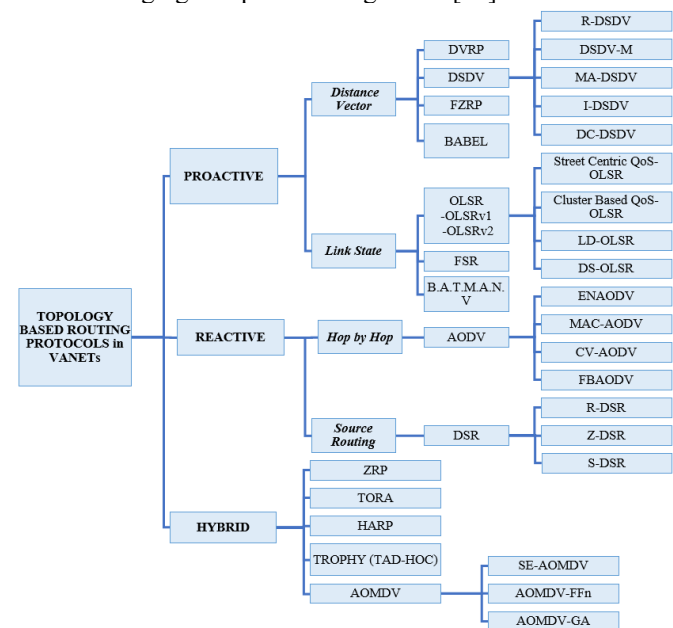 R-DSDV
DVRP
DSDV-M
Distance
Vector
DSDV
MA-DSDV
FZRP
I-DSDV
BABEL
DC-DSDV
PROACTIVE
Street Centric QoS-
OLSR
OLSR
-OLSRv1
-OLSRv2
Cluster Based QoS-
OLSR
Link State
LD-OLSR
FSR
DS-OLSR
B.A.T.M.A.N.
V
TOPOLOGY
BASED ROUTING
PROTOCOLS in
VANETs
ENAODV
REACTIVE
Hop by Hop
AODV
MAC-AODV
CV-AODV
FBAODV
Source
Routing
DSR
R-DSR
Z-DSR
S-DSR
ZRP
TORA
HYBRID
HARP
TROPHY (TAD-HOC)
AOMDV
SE-AOMDV
AOMDV-FFn
AOMDV-GA